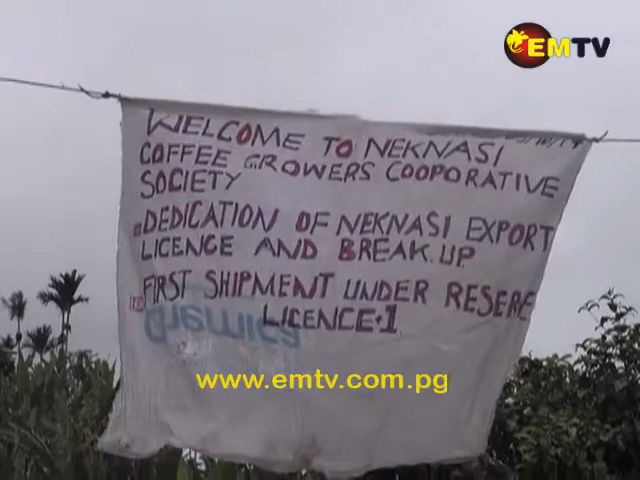 EMTV
WELCOME TO NEKNASI
COFFEE GROWERS COOPORATIVE
SOCIETY
DEDICATION OF NEKNASI EXPORT
LICENCE AND BREAK UP
FIRST SHIPMENT UNDER RESERE
LICENCE·1
www.emtv.com.pg